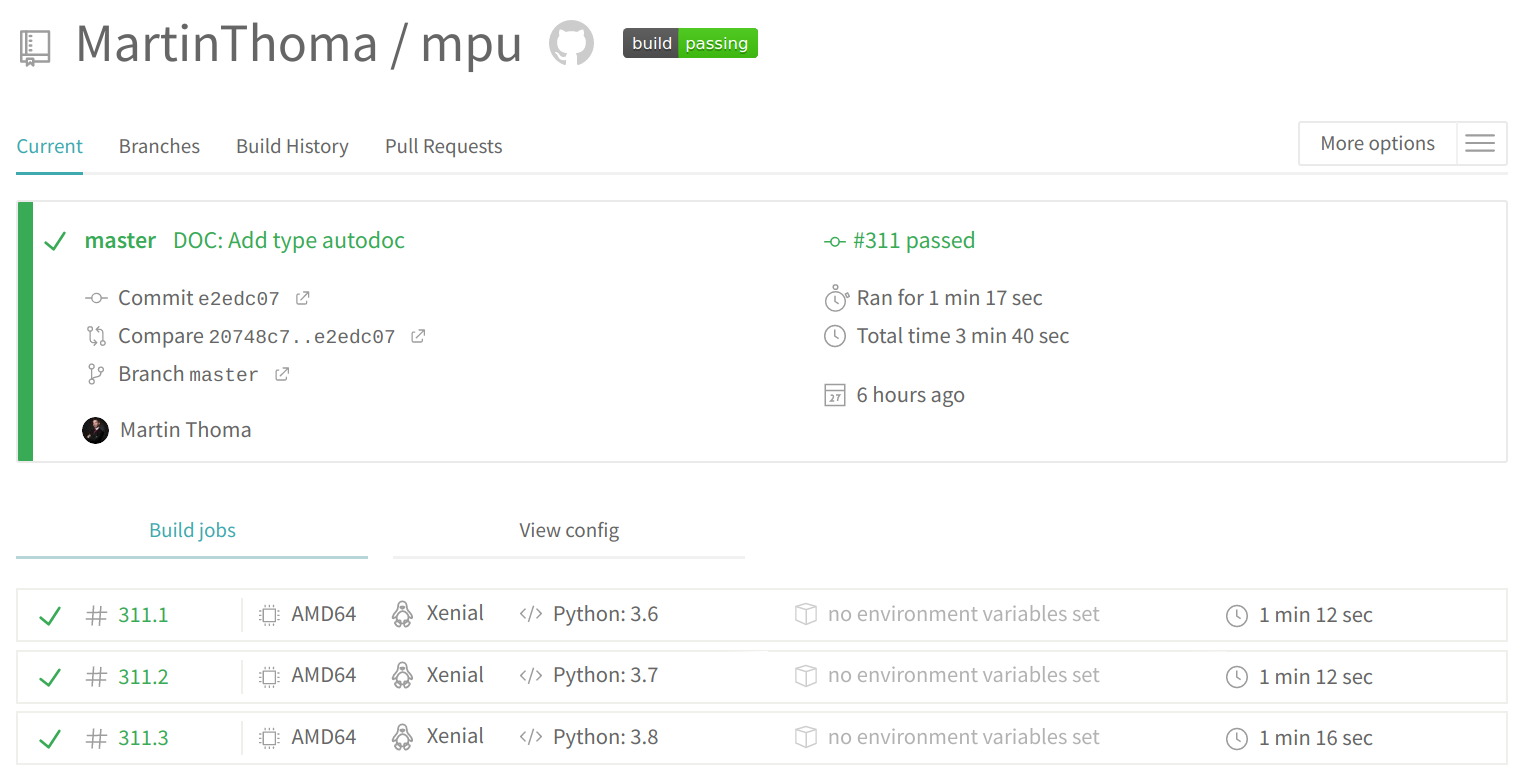 MartinThoma / mpu build passing
Current Branches Build History Pull Requests More options
master DOC: Add type autodoc #311 passed
Commit e2edc07 Ran for 1 min 17 sec
Compare 20748c7..e2edc07 Total time 3 min 40 sec
Branch master
27 6 hours ago
Martin Thoma
Build jobs View config
# 311.1 AMD64 Xenial </> Python: 3.6 no environment variables set 1 min 12 sec
# 311.2 AMD64 Xenial </> Python: 3.7 no environment variables set 1 min 12 sec
# 311.3 AMD64 Xenial </> Python: 3.8 no environment variables set 1 min 16 sec